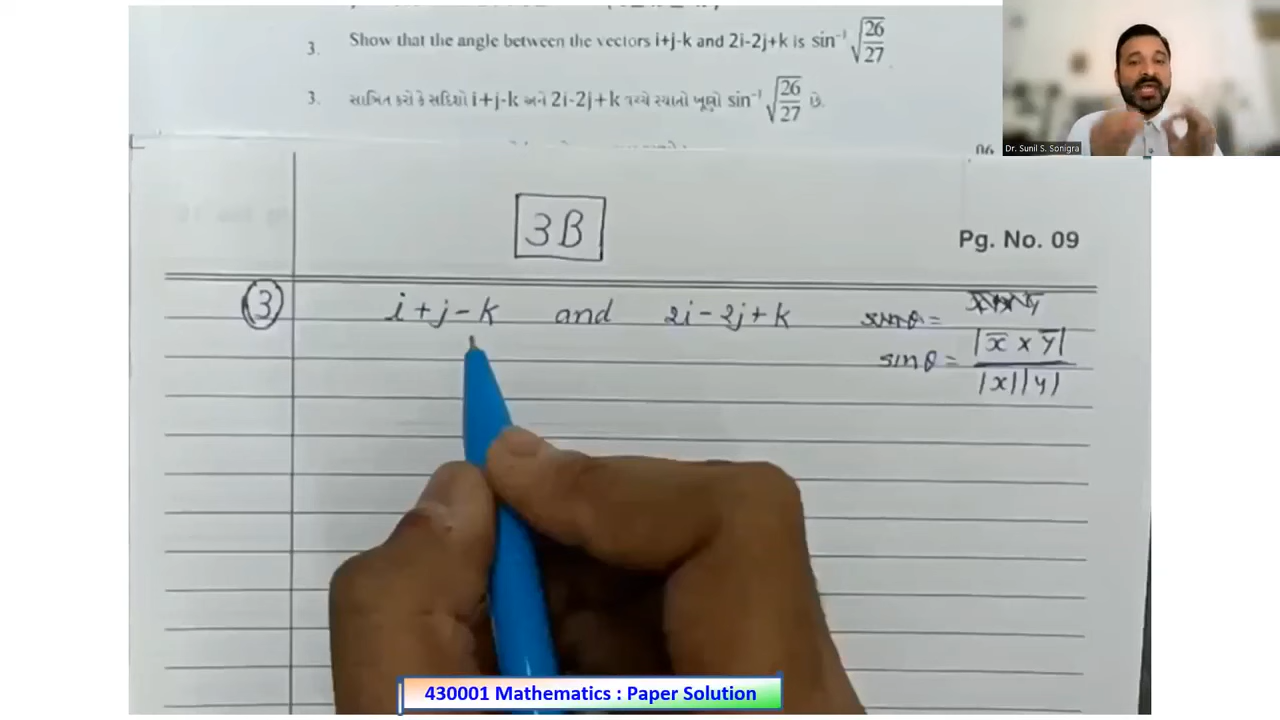 3. Show that the angle between the vectors i+j-k and 2i-2j+k is sin⁻¹ √26/27
3. સાબિત કરો કે સદિશો i+j-k અને 2i-2j+k વચ્ચે ખૂણો sin⁻¹ √26/27 છે.
Dr. Sunil S. Sonigra
06
3B
Pg. No. 09
3 i+j-k and 2i-2j+k sinθ =
sinθ = |x̄ × ȳ| / |x||y|
430001 Mathematics : Paper Solution